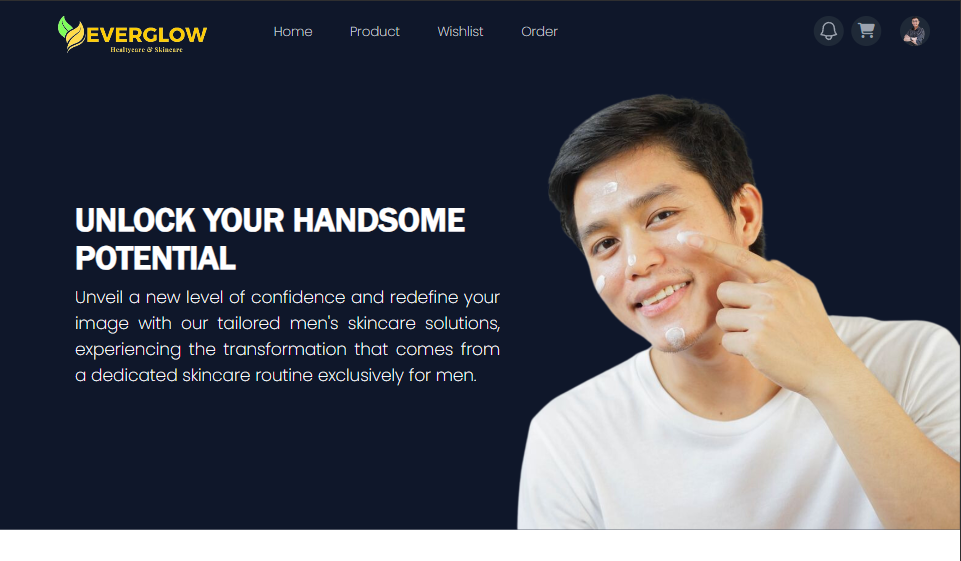 EVERGLOW
Healtycare & Skincare
Home Product Wishlist Order
UNLOCK YOUR HANDSOME
POTENTIAL
Unveil a new level of confidence and redefine your
image with our tailored men's skincare solutions,
experiencing the transformation that comes from
a dedicated skincare routine exclusively for men.